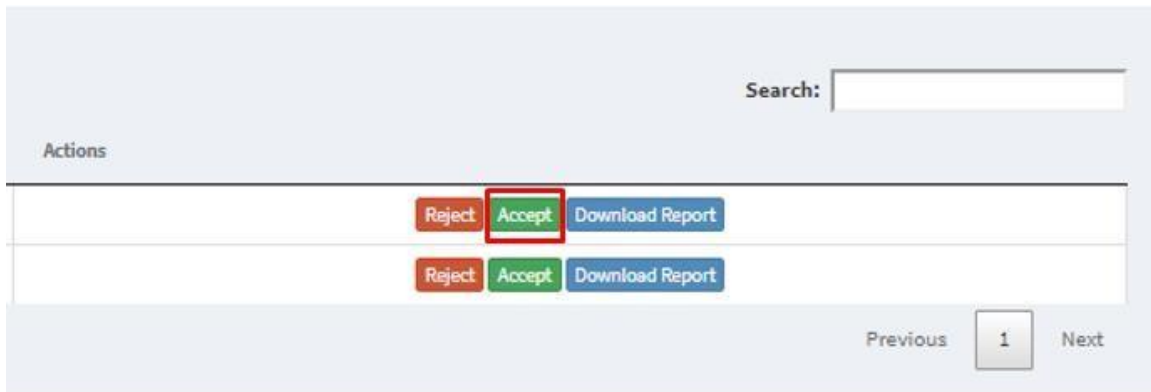 Search:
Actions
Reject Accept Download Report
Reject Accept Download Report
Previous 1 Next